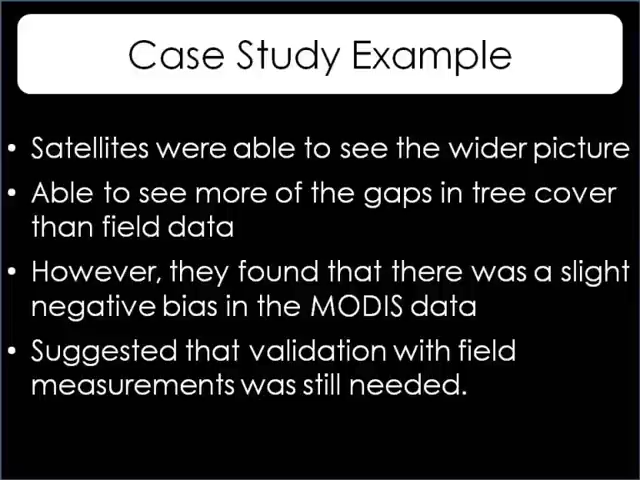 Case Study Example
• Satellites were able to see the wider picture
• Able to see more of the gaps in tree cover
than field data
• However, they found that there was a slight
negative bias in the MODIS data
• Suggested that validation with field
measurements was still needed.